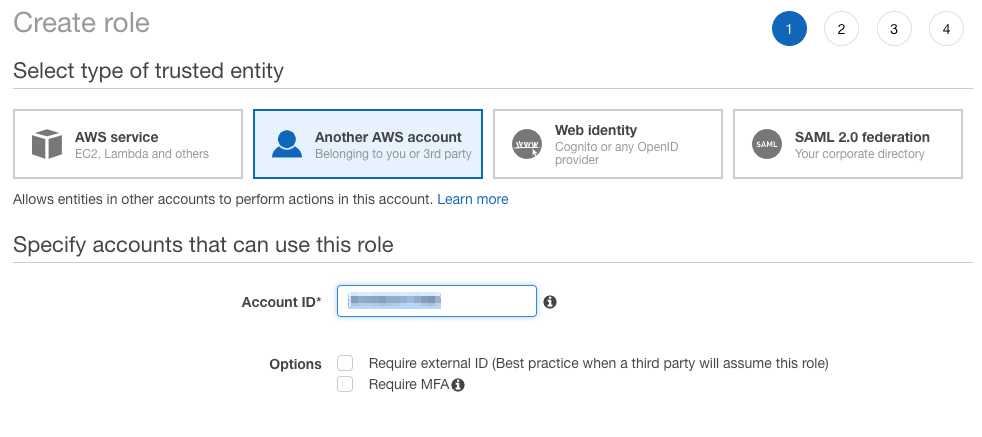 Create role
1 2 3 4
Select type of trusted entity
AWS service
EC2, Lambda and others
Another AWS account
Belonging to you or 3rd party
www
Web identity
Cognito or any OpenID
provider
SAML
SAML 2.0 federation
Your corporate directory
Allows entities in other accounts to perform actions in this account. Learn more
Specify accounts that can use this role
Account ID*
Options
Require external ID (Best practice when a third party will assume this role)
Require MFA